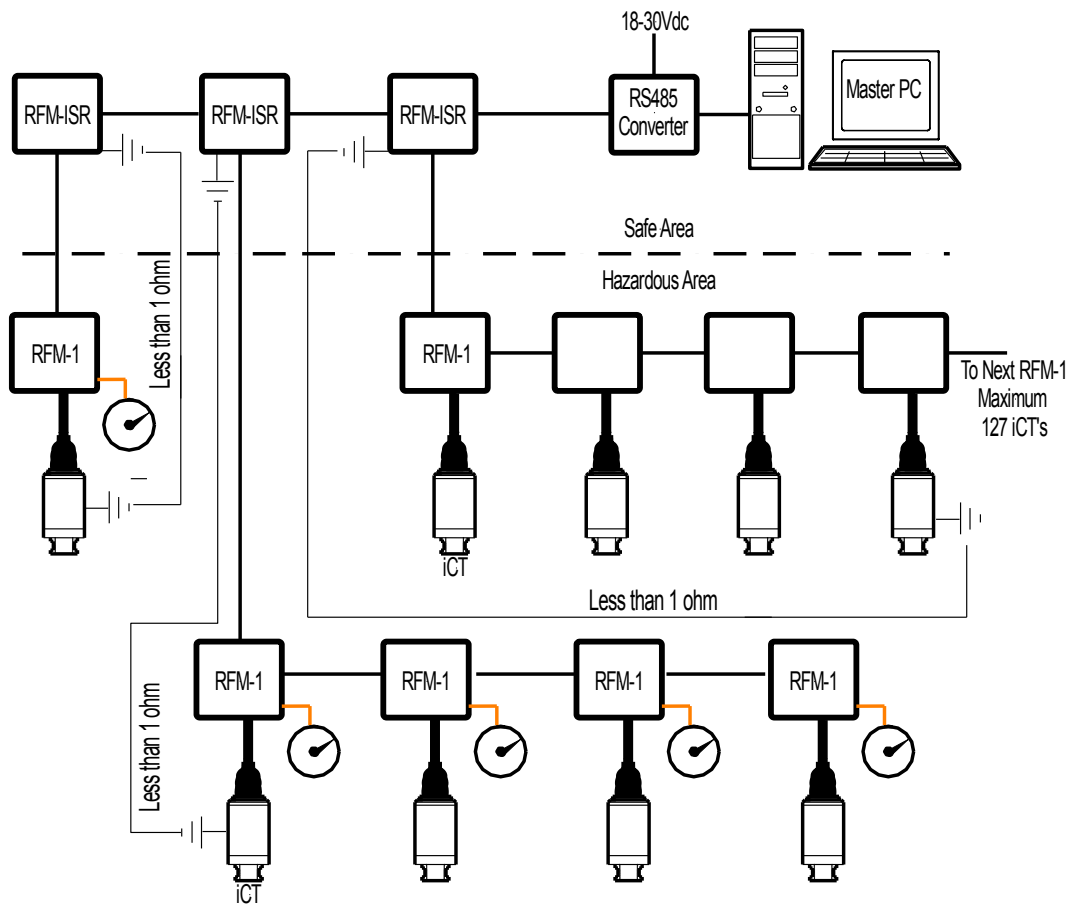 18-30Vdc
RFM-ISR
RFM-ISR
RFM-ISR
RS485
Converter
Master PC
Safe Area
Hazardous Area
Less than 1 ohm
RFM-1
RFM-1
To Next RFM-1
Maximum
127 iCT's
iCT
Less than 1 ohm
Less than 1 ohm
RFM-1
RFM-1
RFM-1
RFM-1
iCT